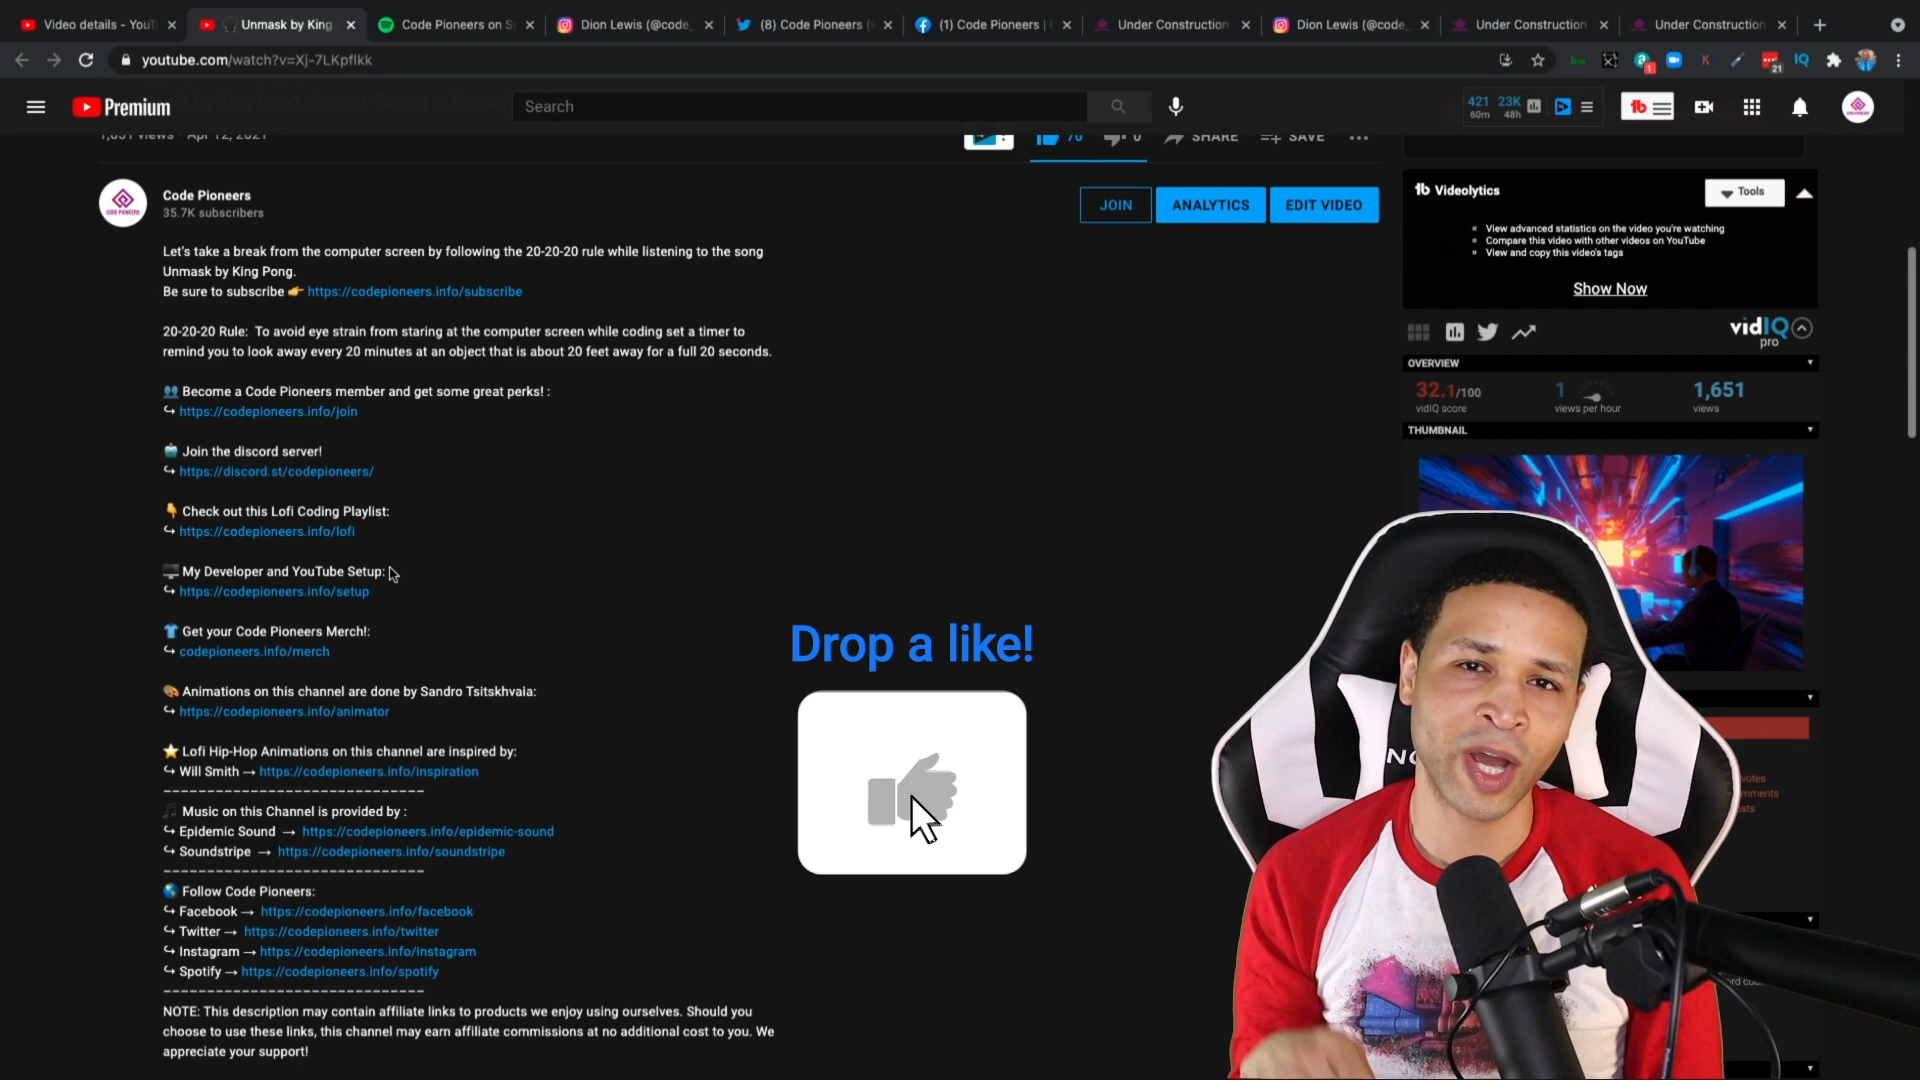 Video details - YouT
Unmask by King
Code Pioneers on S
Dion Lewis (@code_
(8) Code Pioneers (
(1) Code Pioneers |
Under Construction
Dion Lewis (@code_
Under Construction
Under Construction
youtube.com/watch?v=Xj-7LKpflkk
1
21
IQ
Premium
Search
421 60m
23K 48h
1,651 views · Apr 12, 2021
70
0
SHARE
SAVE
Code Pioneers
35.7K subscribers
JOIN
ANALYTICS
EDIT VIDEO
Let's take a break from the computer screen by following the 20-20-20 rule while listening to the song
Unmask by King Pong.
Be sure to subscribe 👉 https://codepioneers.info/subscribe
20-20-20 Rule: To avoid eye strain from staring at the computer screen while coding set a timer to
remind you to look away every 20 minutes at an object that is about 20 feet away for a full 20 seconds.
👥 Become a Code Pioneers member and get some great perks! :
↪ https://codepioneers.info/join
🤖 Join the discord server!
↪ https://discord.st/codepioneers/
👇 Check out this Lofi Coding Playlist:
↪ https://codepioneers.info/lofi
🖥️ My Developer and YouTube Setup:
↪ https://codepioneers.info/setup
👕 Get your Code Pioneers Merch!:
↪ codepioneers.info/merch
🎨 Animations on this channel are done by Sandro Tsitskhvaia:
↪ https://codepioneers.info/animator
⭐ Lofi Hip-Hop Animations on this channel are inspired by:
↪ Will Smith → https://codepioneers.info/inspiration
–––––––––––––––––––––––––––––
🎵 Music on this Channel is provided by :
↪ Epidemic Sound → https://codepioneers.info/epidemic-sound
↪ Soundstripe → https://codepioneers.info/soundstripe
–––––––––––––––––––––––––––––
🌎 Follow Code Pioneers:
↪ Facebook → https://codepioneers.info/facebook
↪ Twitter → https://codepioneers.info/twitter
↪ Instagram → https://codepioneers.info/instagram
↪ Spotify → https://codepioneers.info/spotify
–––––––––––––––––––––––––––––
NOTE: This description may contain affiliate links to products we enjoy using ourselves. Should you
choose to use these links, this channel may earn affiliate commissions at no additional cost to you. We
appreciate your support!
Drop a like!
Videolytics
Tools
View advanced statistics on the video you're watching
Compare this video with other videos on YouTube
View and copy this video's tags
Show Now
vidIQ
pro
OVERVIEW
32.1/100
vidIQ score
1
views per hour
1,651
views
THUMBNAIL